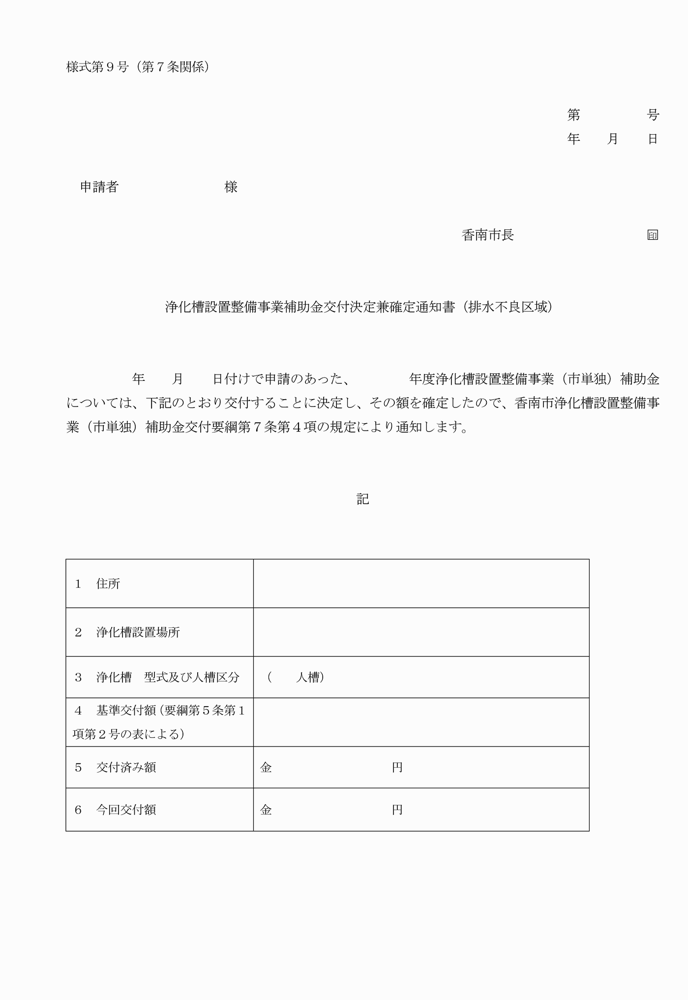 様式第９号（第７条関係）
第　　　　　号
年　　月　　日
申請者　　　　　　　　様
香南市長　　　　　　　　　　㊞
浄化槽設置整備事業補助金交付決定兼確定通知書（排水不良区域）
年　　月　　日付けで申請のあった、　　　　年度浄化槽設置整備事業（市単独）補助金
については、下記のとおり交付することに決定し、その額を確定したので、香南市浄化槽設置整備事
業（市単独）補助金交付要綱第７条第４項の規定により通知します。
記
１　住所
２　浄化槽設置場所
３　浄化槽　型式及び人槽区分　（　　人槽）
４　基準交付額（要綱第５条第１
項第２号の表による）
５　交付済み額　金　　　　　　　　　　円
６　今回交付額　金　　　　　　　　　　円